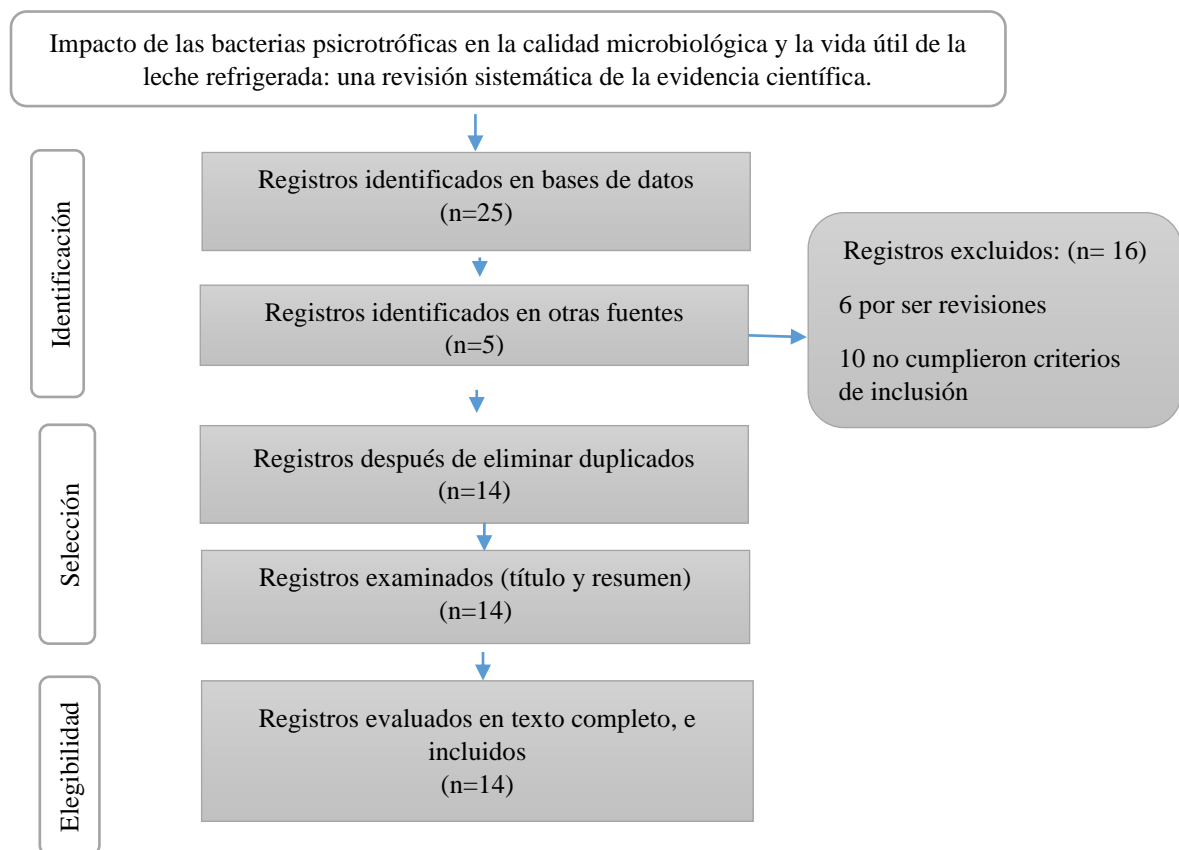 Impacto de las bacterias psicrotróficas en la calidad microbiológica y la vida útil de la
leche refrigerada: una revisión sistemática de la evidencia científica.
Identificación
Registros identificados en bases de datos
(n=25)
Registros identificados en otras fuentes
(n=5)
Registros excluidos: (n= 16)
6 por ser revisiones
10 no cumplieron criterios
de inclusión
Selección
Registros después de eliminar duplicados
(n=14)
Registros examinados (título y resumen)
(n=14)
Elegibilidad
Registros evaluados en texto completo, e
incluidos
(n=14)